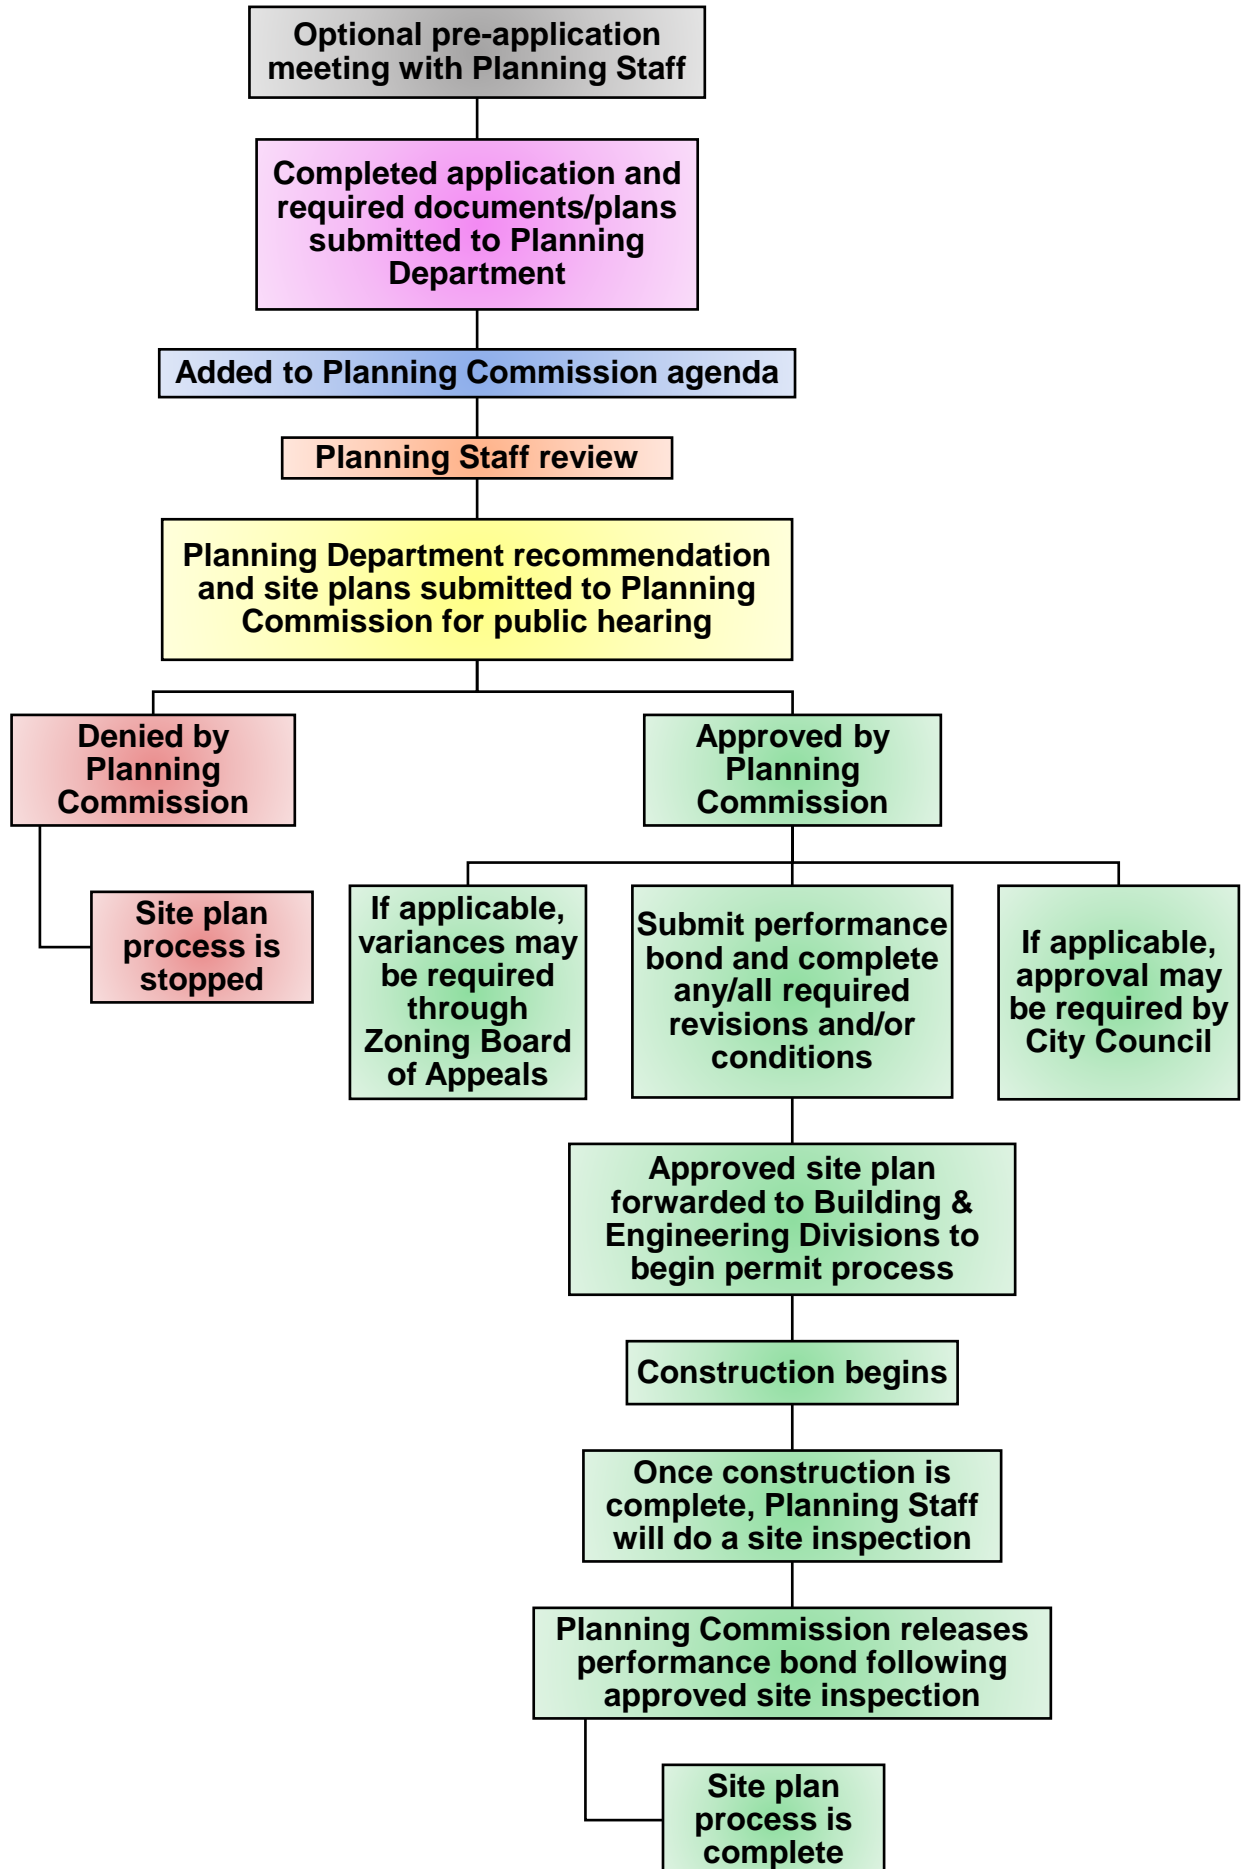 Optional pre-application
meeting with Planning Staff
Completed application and
required documents/plans
submitted to Planning
Department
Added to Planning Commission agenda
Planning Staff review
Planning Department recommendation
and site plans submitted to Planning
Commission for public hearing
Denied by
Planning
Commission
Site plan
process is
stopped
Approved by
Planning
Commission
If applicable,
variances may
be required
through
Zoning Board
of Appeals
Submit performance
bond and complete
any/all required
revisions and/or
conditions
If applicable,
approval may
be required by
City Council
Approved site plan
forwarded to Building &
Engineering Divisions to
begin permit process
Construction begins
Once construction is
complete, Planning Staff
will do a site inspection
Planning Commission releases
performance bond following
approved site inspection
Site plan
process is
complete